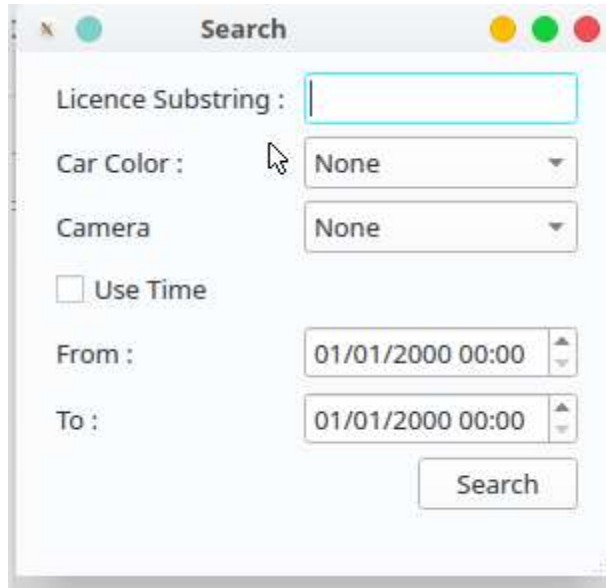 Search
Licence Substring :
Car Color : None
Camera None
Use Time
From : 01/01/2000 00:00
To : 01/01/2000 00:00
Search